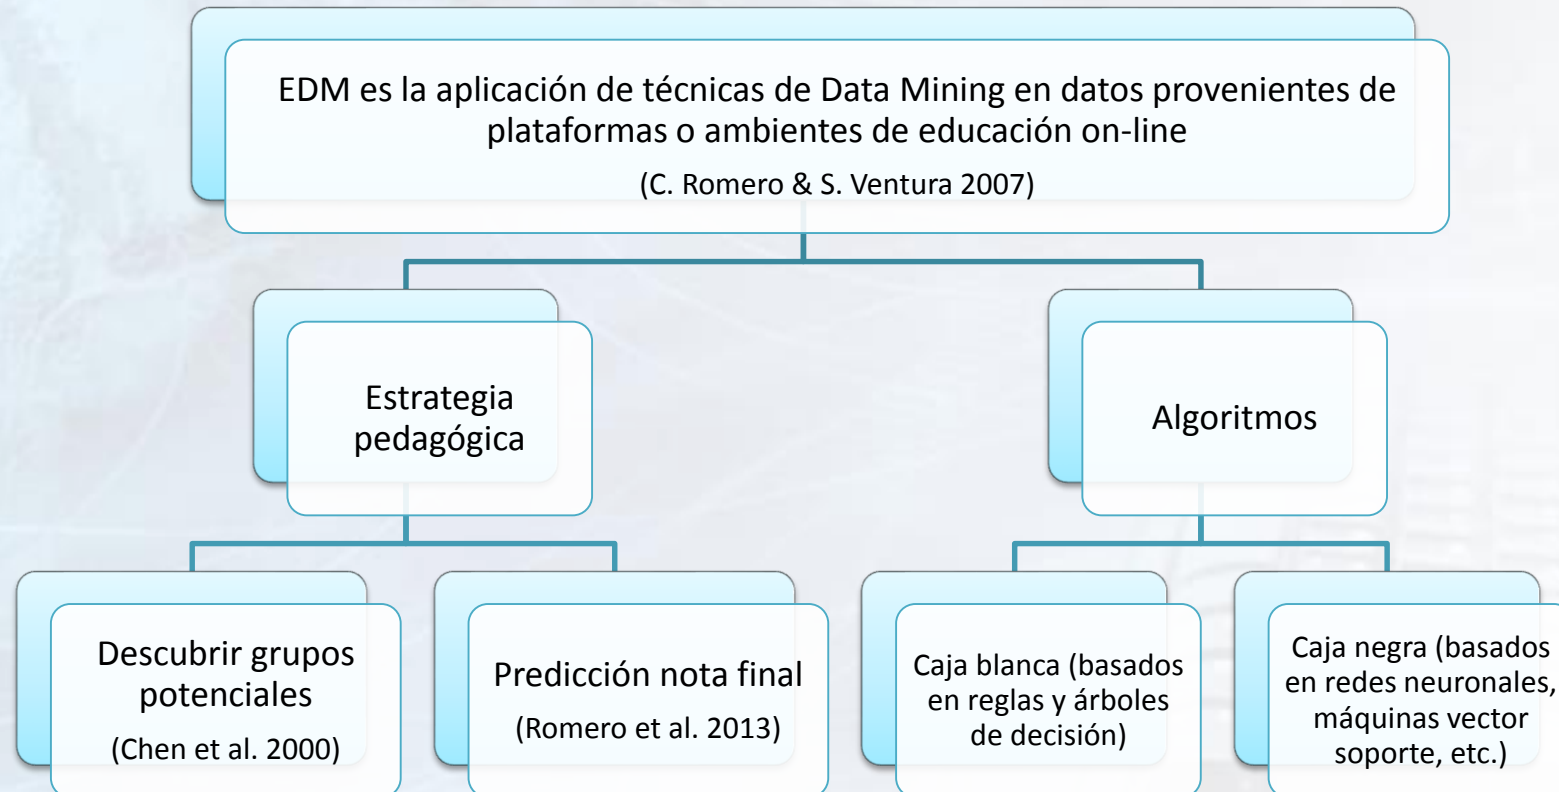 EDM es la aplicación de técnicas de Data Mining en datos provenientes de
plataformas o ambientes de educación on-line
(C. Romero & S. Ventura 2007)
Estrategia
pedagógica
Algoritmos
Descubrir grupos
potenciales
(Chen et al. 2000)
Predicción nota final
(Romero et al. 2013)
Caja blanca (basados
en reglas y árboles
de decisión)
Caja negra (basados
en redes neuronales,
máquinas vector
soporte, etc.)